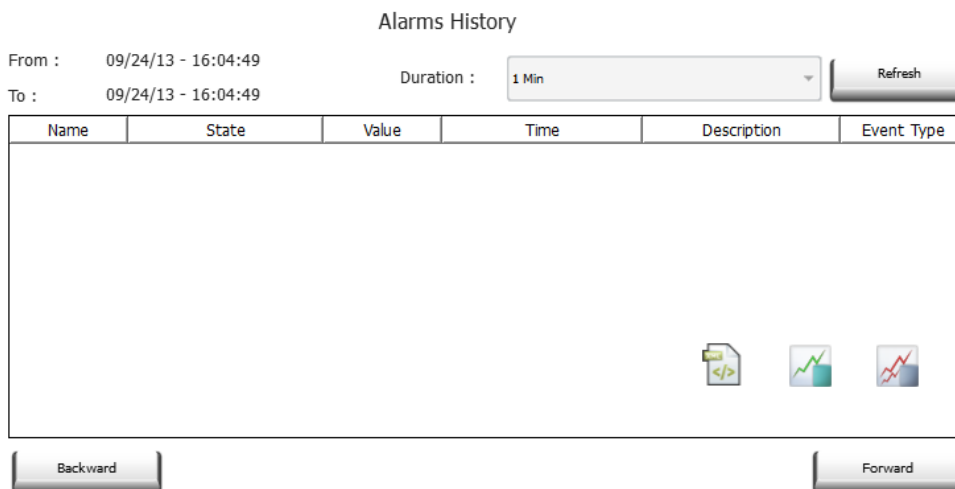 Alarms History
From : 09/24/13 - 16:04:49
Duration : 1 Min Refresh
To : 09/24/13 - 16:04:49
Name State Value Time Description Event Type
</>
Backward Forward